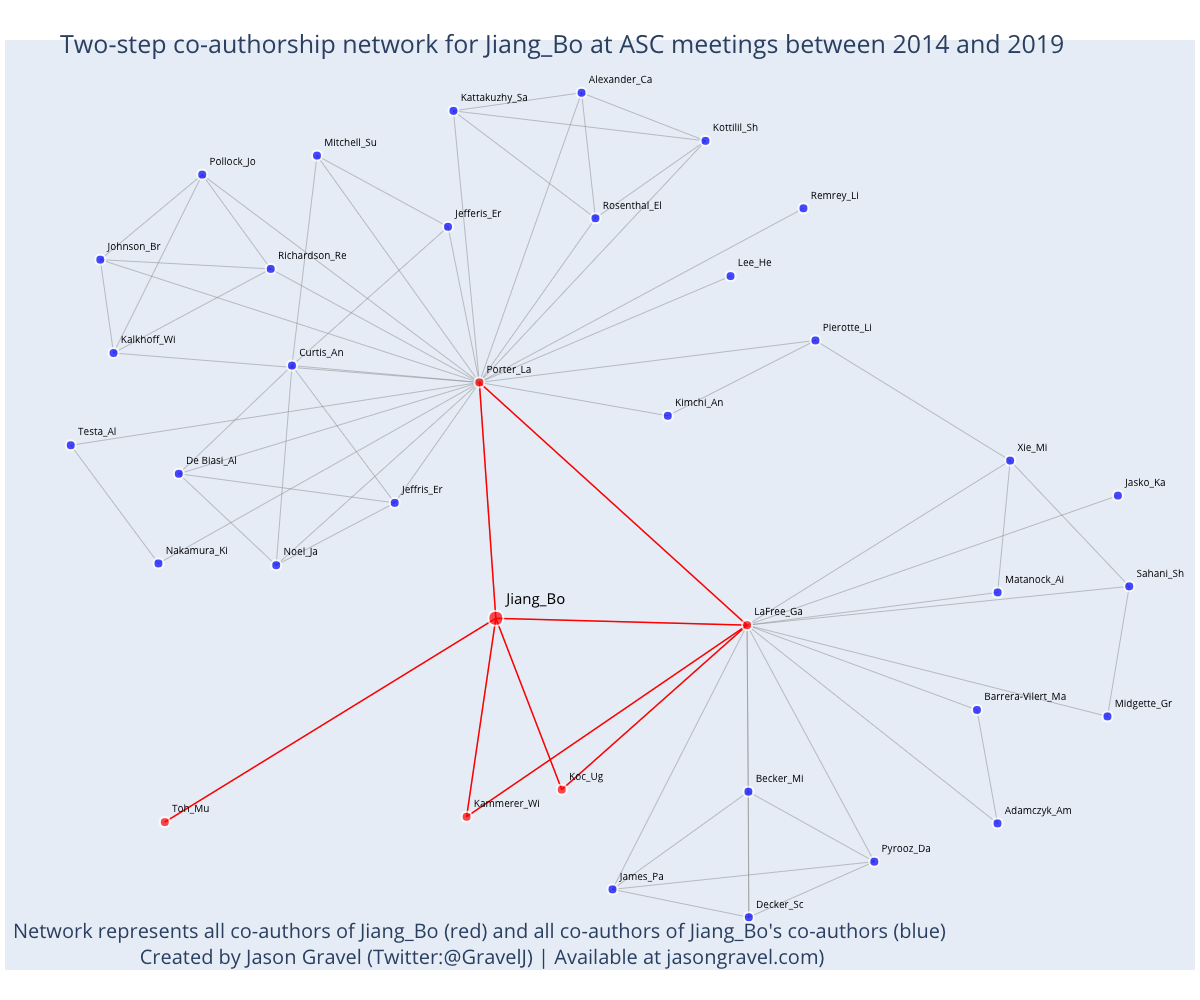 Two-step co-authorship network for Jiang_Bo at ASC meetings between 2014 and 2019
Alexander_Ca
Kattakuzhy_Sa
Kottilil_Sh
Mitchell_Su
Pollock_Jo
Remrey_Li
Rosenthal_El
Jefferis_Er
Johnson_Br
Richardson_Re
Lee_He
Pierotte_Li
Kalkhoff_Wi
Curtis_An
Porter_La
Kimchi_An
Testa_Al
Xie_Mi
De Biasi_Al
Jasko_Ka
Jeffris_Er
Nakamura_Ki
Noel_Ja
Sahani_Sh
Matanock_Ai
Jiang_Bo
LaFree_Ga
Barrera-Vilert_Ma
Midgette_Gr
Koc_Ug
Becker_Mi
Toh_Mu
Kammerer_Wi
Adamczyk_Am
Pyrooz_Da
James_Pa
Decker_Sc
Network represents all co-authors of Jiang_Bo (red) and all co-authors of Jiang_Bo's co-authors (blue)
Created by Jason Gravel (Twitter:@GravelJ) | Available at jasongravel.com)